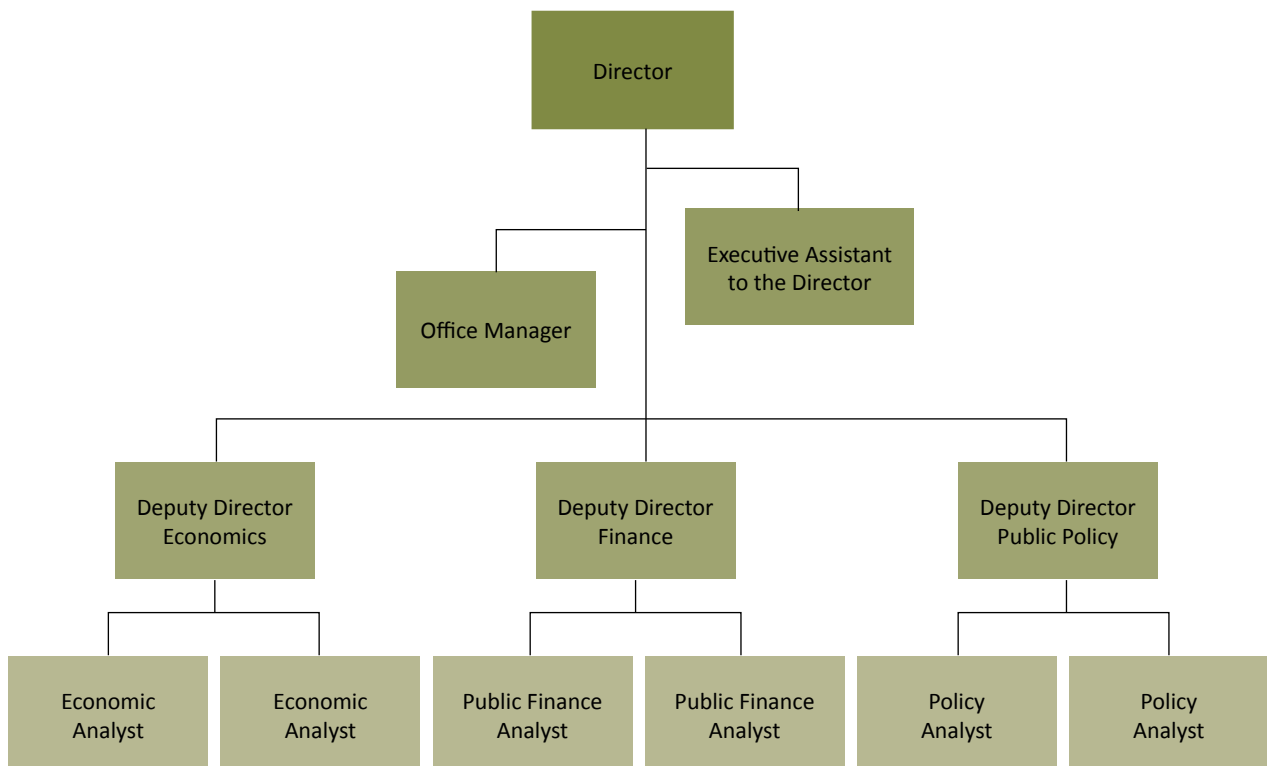 Director
Executive Assistant
to the Director
Office Manager
Deputy Director
Economics
Deputy Director
Finance
Deputy Director
Public Policy
Economic
Analyst
Economic
Analyst
Public Finance
Analyst
Public Finance
Analyst
Policy
Analyst
Policy
Analyst